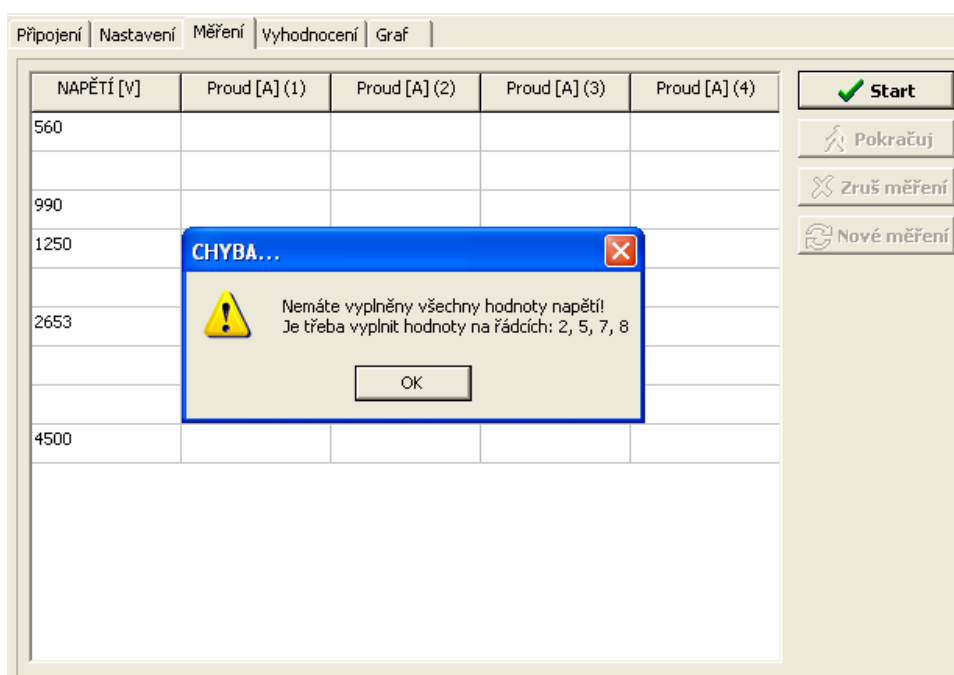 Připojení Nastavení Měření Vyhodnocení Graf
NAPĚTÍ [V] Proud [A] (1) Proud [A] (2) Proud [A] (3) Proud [A] (4)
Start
560
Pokračuj
Zruš měření
990
Nové měření
1250
CHYBA...
Nemáte vyplněny všechny hodnoty napětí!
Je třeba vyplnit hodnoty na řádcích: 2, 5, 7, 8
2653
OK
4500